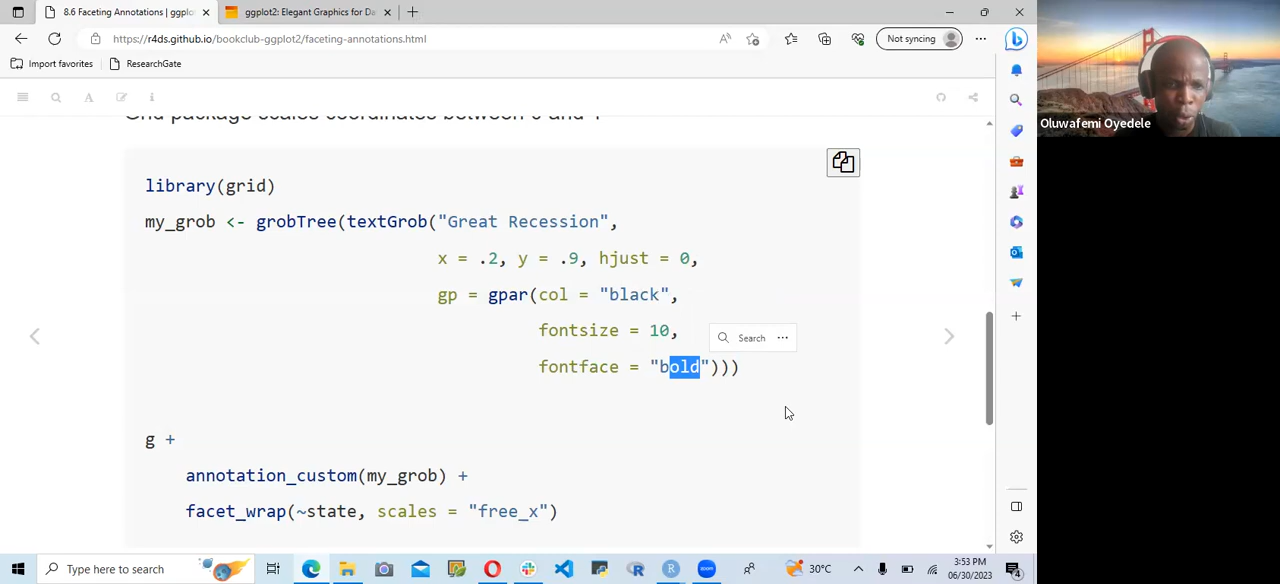 8.6 Faceting Annotations | ggplot
ggplot2: Elegant Graphics for Da
https://r4ds.github.io/bookclub-ggplot2/faceting-annotations.html
Not syncing
Import favorites
ResearchGate
Oluwafemi Oyedele
library(grid)
my_grob <- grobTree(textGrob("Great Recession",
x = .2, y = .9, hjust = 0,
gp = gpar(col = "black",
fontsize = 10,
Search
fontface = "bold")))
g +
annotation_custom(my_grob) +
facet_wrap(~state, scales = "free_x")
Type here to search
30°C
3:53 PM
06/30/2023
4